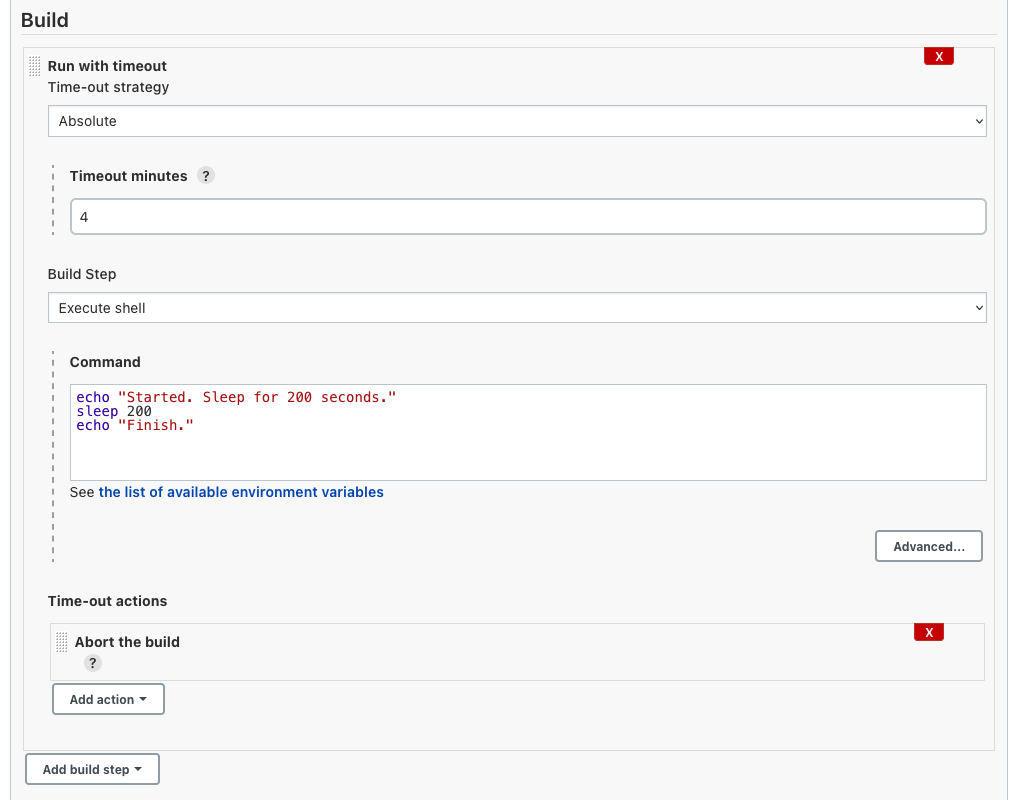 Build
Run with timeout
X
Time-out strategy
Absolute
Timeout minutes ?
4
Build Step
Execute shell
Command
echo "Started. Sleep for 200 seconds."
sleep 200
echo "Finish."
See the list of available environment variables
Advanced...
Time-out actions
Abort the build
X
?
Add action
Add build step